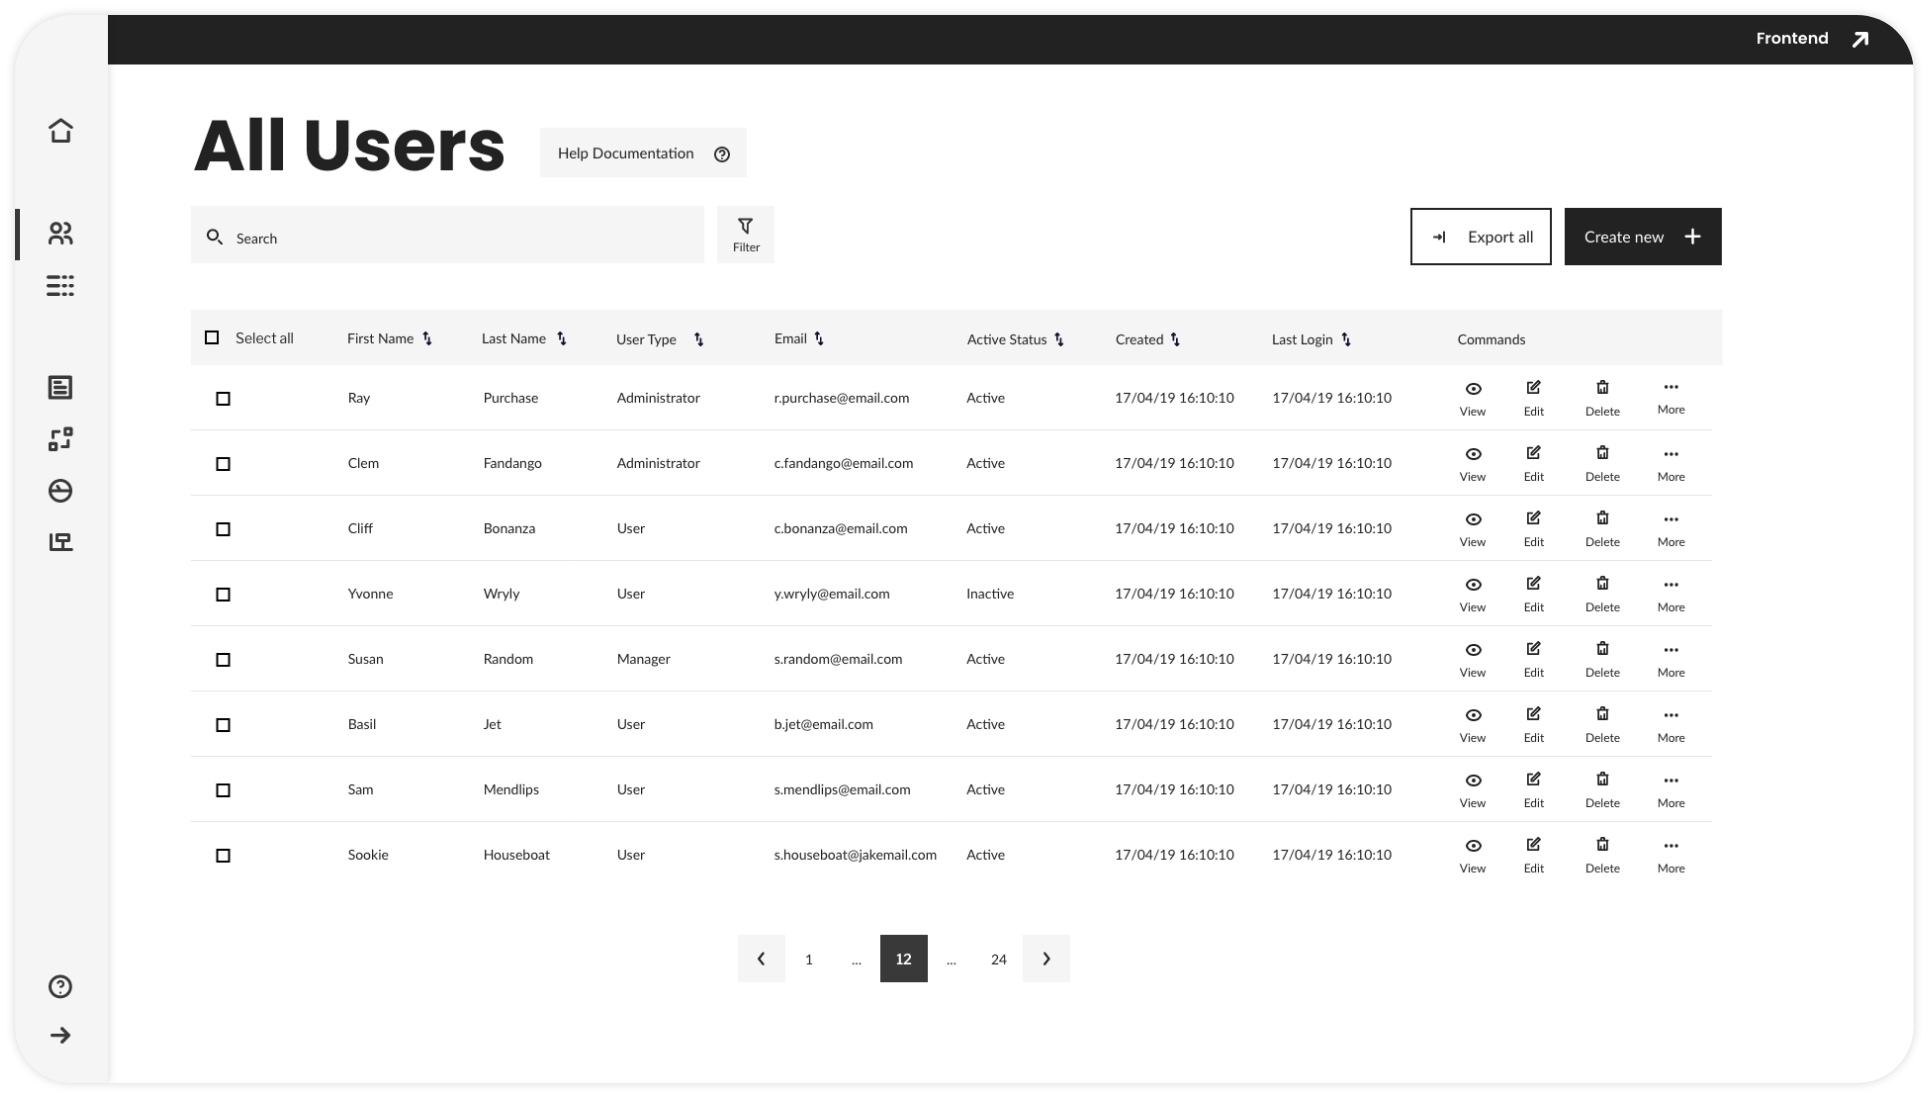 Frontend
All Users
Help Documentation
Search
Filter
Export all
Create new
Select all First Name Last Name User Type Email Active Status Created Last Login Commands
Ray Purchase Administrator r.purchase@email.com Active 17/04/19 16:10:10 17/04/19 16:10:10 View Edit Delete More
Clem Fandango Administrator c.fandango@email.com Active 17/04/19 16:10:10 17/04/19 16:10:10 View Edit Delete More
Cliff Bonanza User c.bonanza@email.com Active 17/04/19 16:10:10 17/04/19 16:10:10 View Edit Delete More
Yvonne Wryly User y.wryly@email.com Inactive 17/04/19 16:10:10 17/04/19 16:10:10 View Edit Delete More
Susan Random Manager s.random@email.com Active 17/04/19 16:10:10 17/04/19 16:10:10 View Edit Delete More
Basil Jet User b.jet@email.com Active 17/04/19 16:10:10 17/04/19 16:10:10 View Edit Delete More
Sam Mendlips User s.mendlips@email.com Active 17/04/19 16:10:10 17/04/19 16:10:10 View Edit Delete More
Sookie Houseboat User s.houseboat@jakemail.com Active 17/04/19 16:10:10 17/04/19 16:10:10 View Edit Delete More
1 ... 12 ... 24